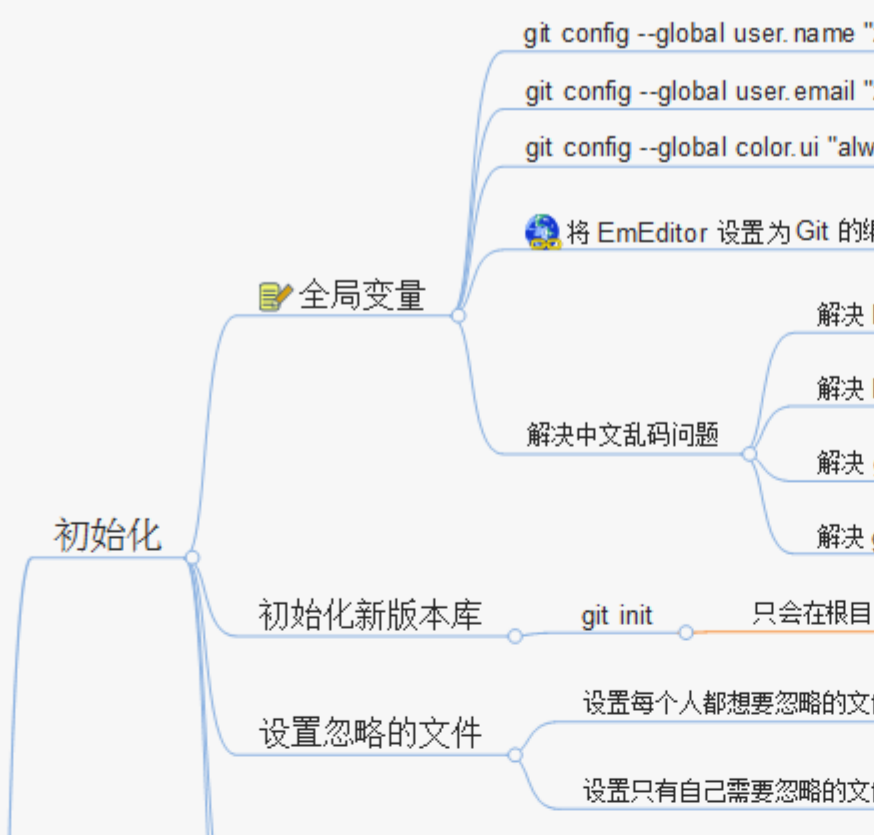 git config --global user.name "
git config --global user.email "
git config --global color.ui "alw
将 EmEditor 设置为 Git 的编
全局变量
解决
解决
解决中文乱码问题
解决
解决
初始化
初始化新版本库
git init
只会在根目
设置忽略的文件
设置每个人都想要忽略的文件
设置只有自己需要忽略的文件